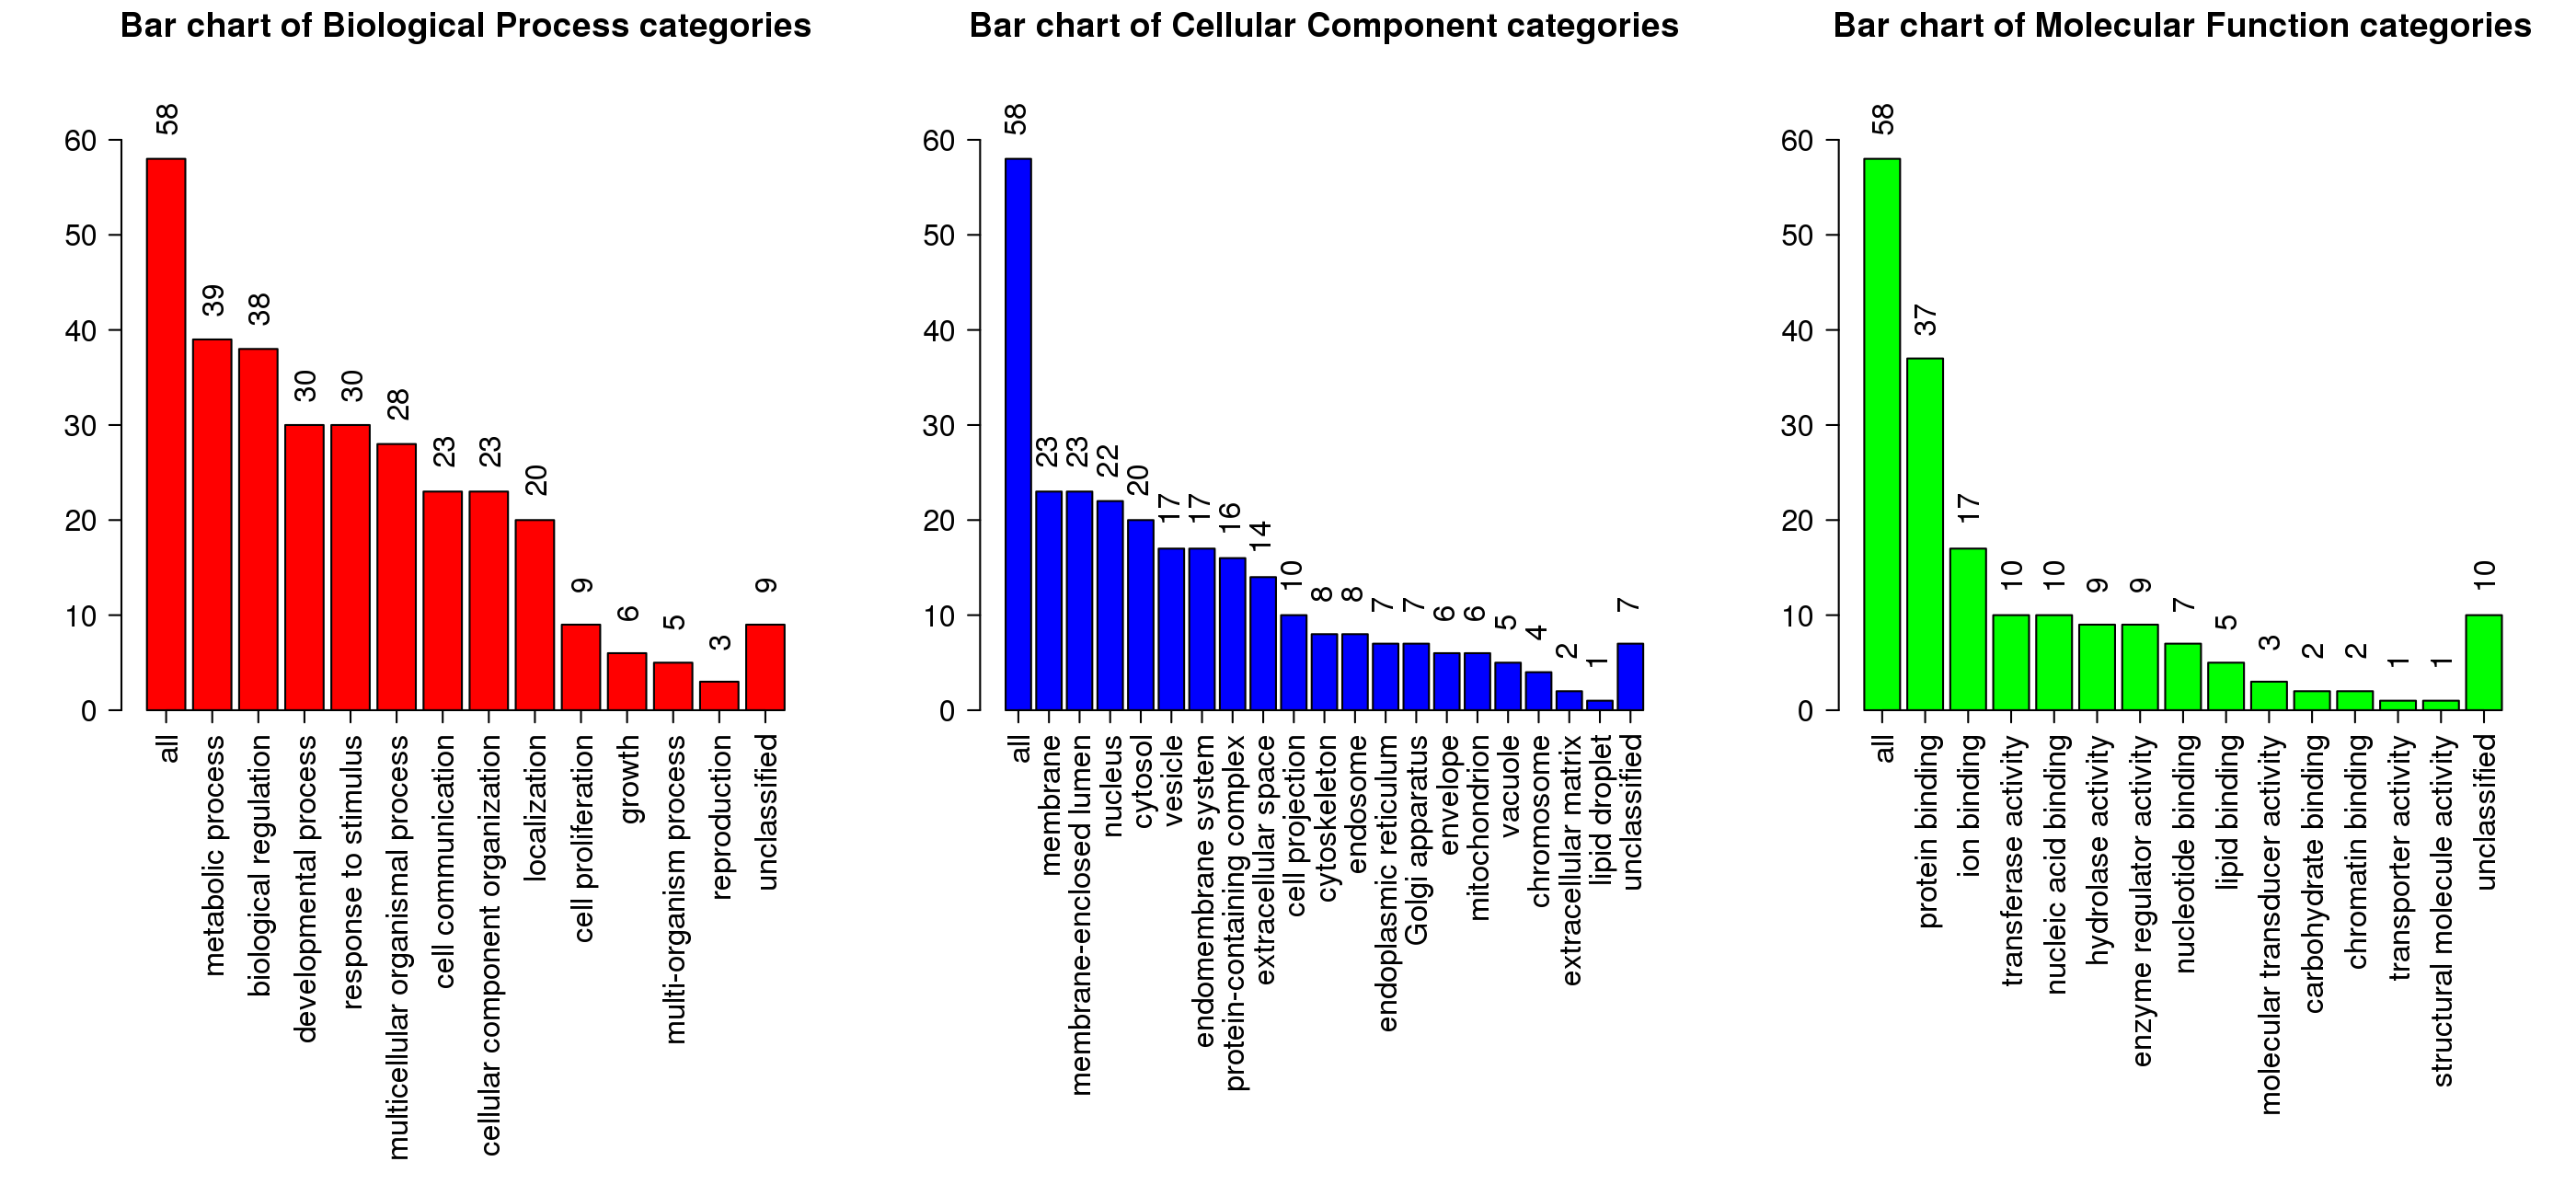 Bar chart of Biological Process categories
58
39
38
30
30
28
23
23
20
9
6
5
3
9
60
50
40
30
20
10
0
all
metabolic process
biological regulation
developmental process
response to stimulus
multicellular organismal process
cell communication
cellular component organization
localization
cell proliferation
growth
multi-organism process
reproduction
unclassified
Bar chart of Cellular Component categories
58
23
23
22
20
17
17
16
14
10
8
8
7
7
6
6
5
4
2
1
7
60
50
40
30
20
10
0
all
membrane
membrane-enclosed lumen
nucleus
cytosol
vesicle
endomembrane system
protein-containing complex
extracellular space
cell projection
cytoskeleton
endosome
endoplasmic reticulum
Golgi apparatus
envelope
mitochondrion
vacuole
chromosome
extracellular matrix
lipid droplet
unclassified
Bar chart of Molecular Function categories
58
37
17
10
10
9
9
7
5
3
2
2
1
1
10
60
50
40
30
20
10
0
all
protein binding
ion binding
transferase activity
nucleic acid binding
hydrolase activity
enzyme regulator activity
nucleotide binding
lipid binding
molecular transducer activity
carbohydrate binding
chromatin binding
transporter activity
structural molecule activity
unclassified